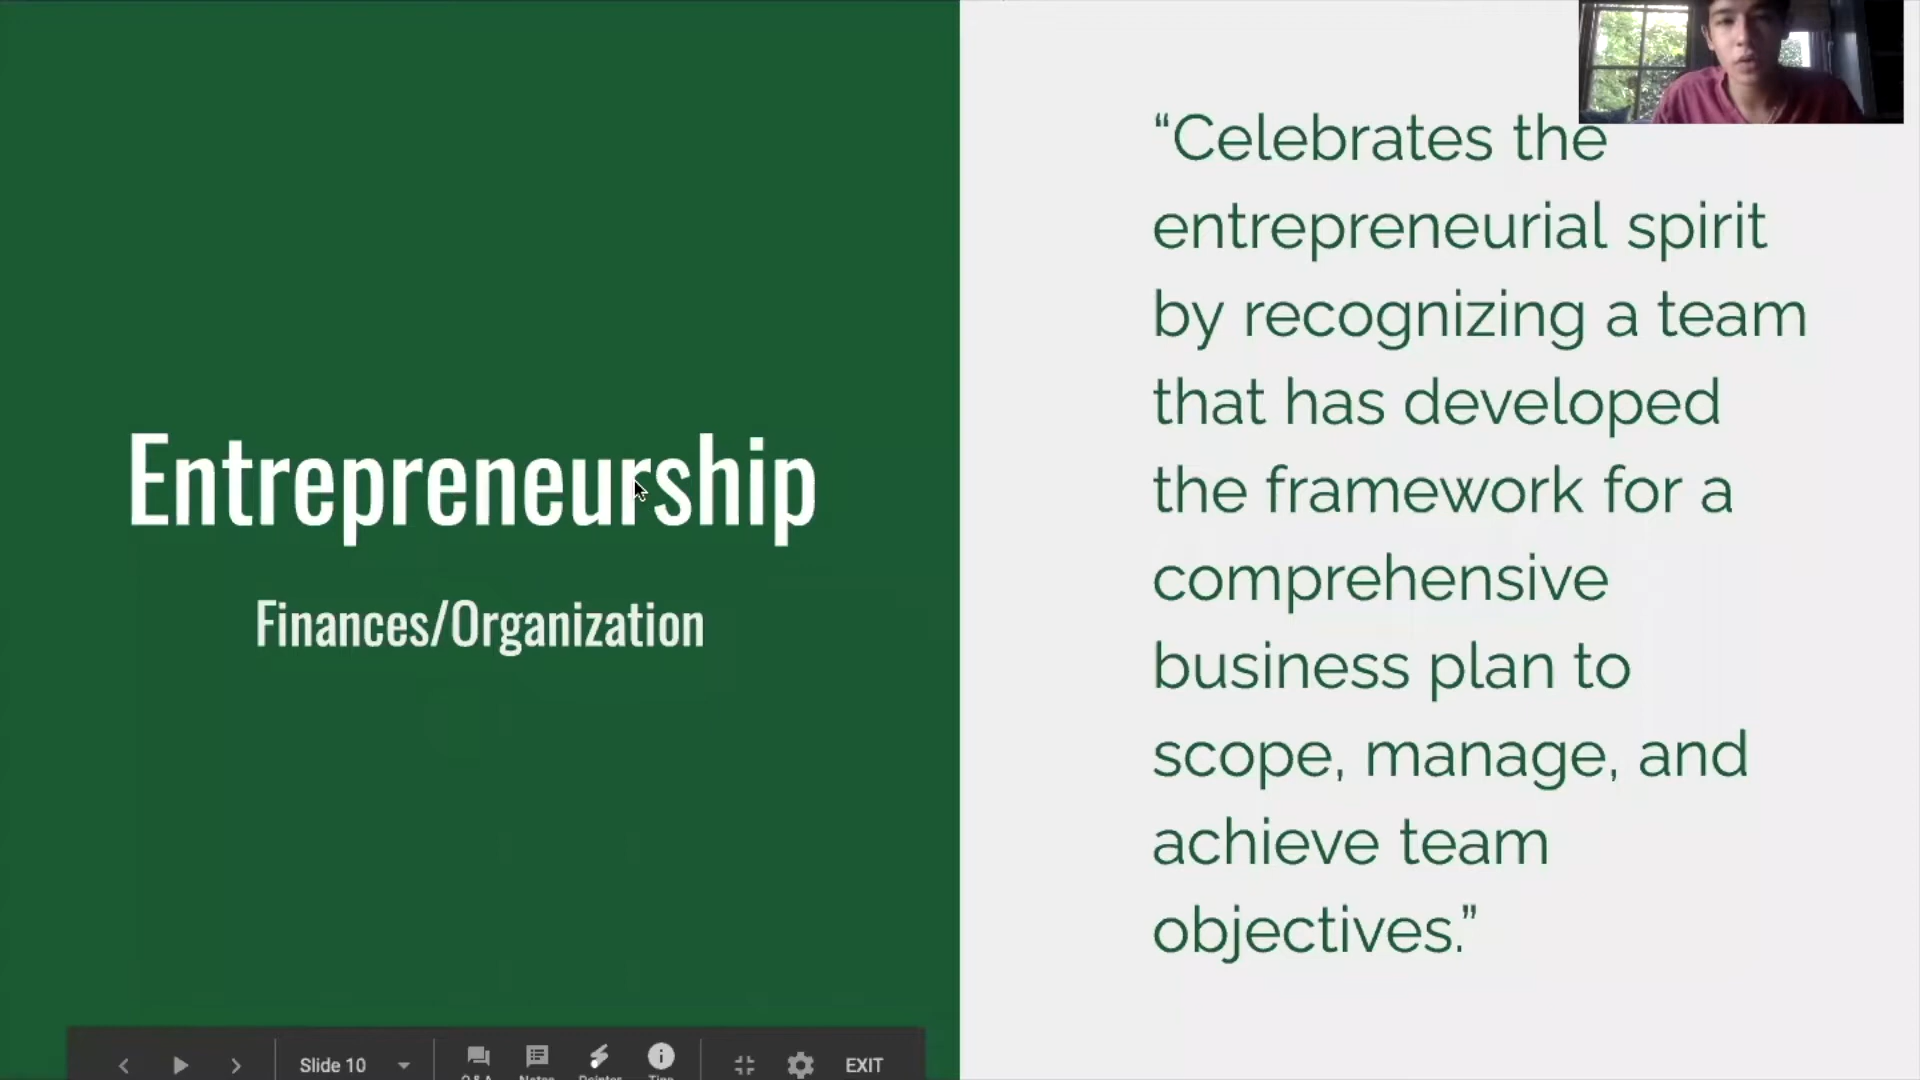 Entrepreneurship
Finances/Organization
“Celebrates the
entrepreneurial spirit
by recognizing a team
that has developed
the framework for a
comprehensive
business plan to
scope, manage, and
achieve team
objectives.”
Slide 10
EXIT